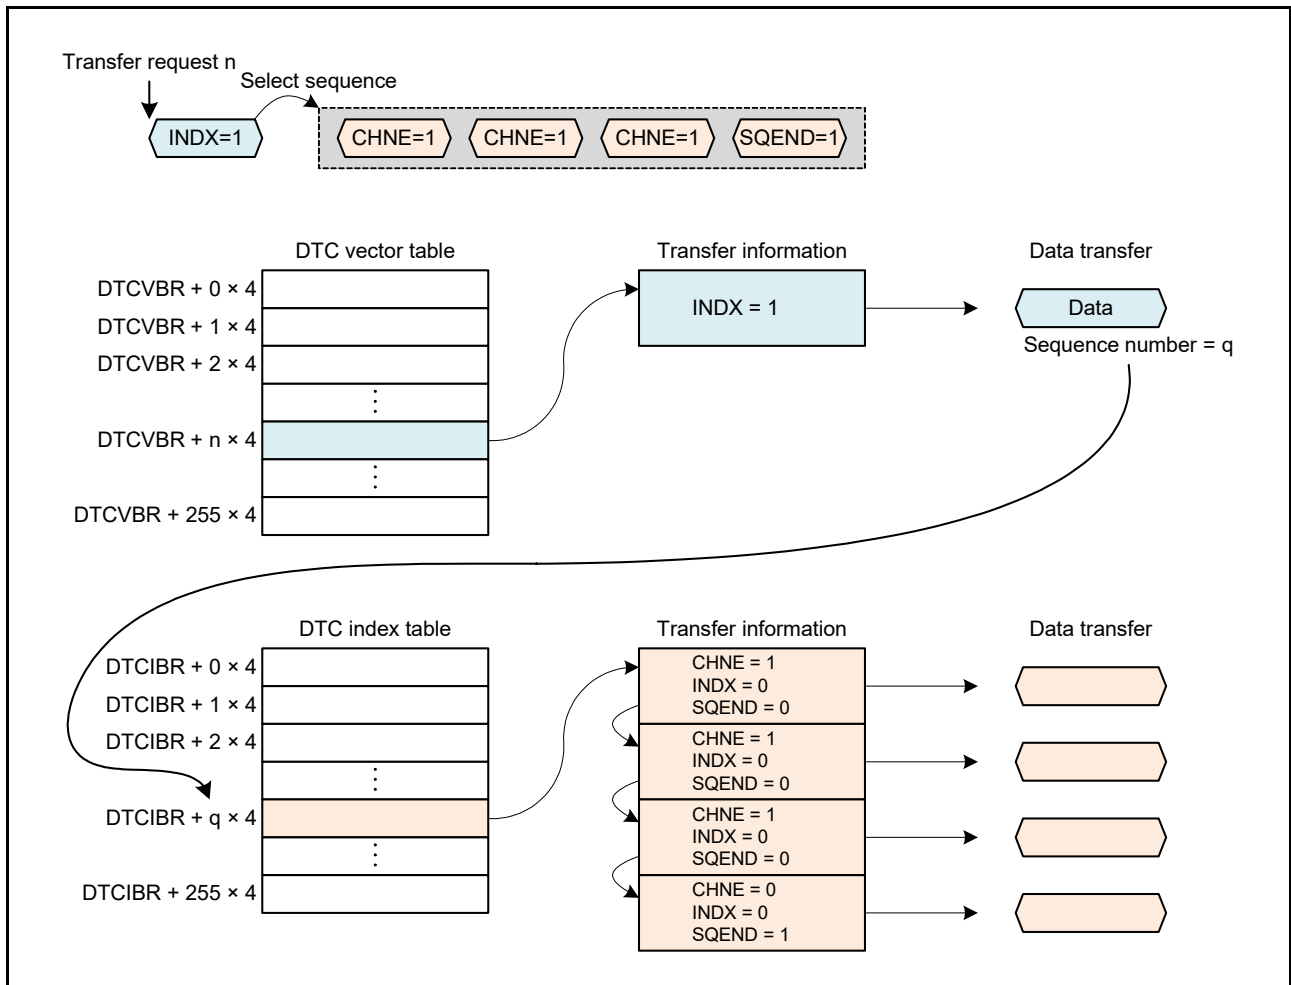 Transfer request n
Select sequence
INDX=1
CHNE=1
CHNE=1
CHNE=1
SQEND=1
DTC vector table
Transfer information
Data transfer
DTCVBR + 0 × 4
DTCVBR + 1 × 4
DTCVBR + 2 × 4
⋮
DTCVBR + n × 4
⋮
DTCVBR + 255 × 4
INDX = 1
Data
Sequence number = q
DTC index table
Transfer information
Data transfer
DTCIBR + 0 × 4
DTCIBR + 1 × 4
DTCIBR + 2 × 4
⋮
DTCIBR + q × 4
⋮
DTCIBR + 255 × 4
CHNE = 1
INDX = 0
SQEND = 0
CHNE = 1
INDX = 0
SQEND = 0
CHNE = 1
INDX = 0
SQEND = 0
CHNE = 0
INDX = 0
SQEND = 1